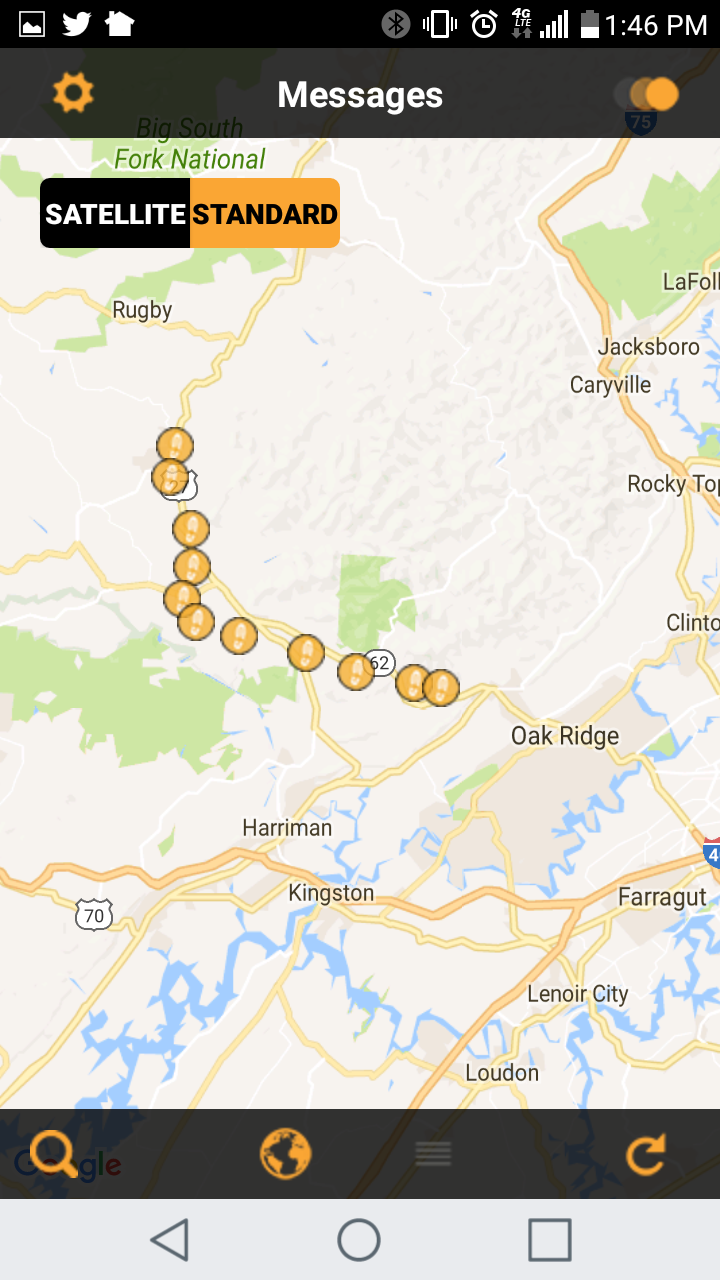 4G
LTE
1:46 PM
Messages
75
Big South
Fork National
SATELLITE STANDARD
LaFoll
Rugby
Jacksboro
Caryville
Rocky Top
Clinto
62
Oak Ridge
Harriman
4
Kingston
Farragut
70
Lenoir City
Loudon
Google